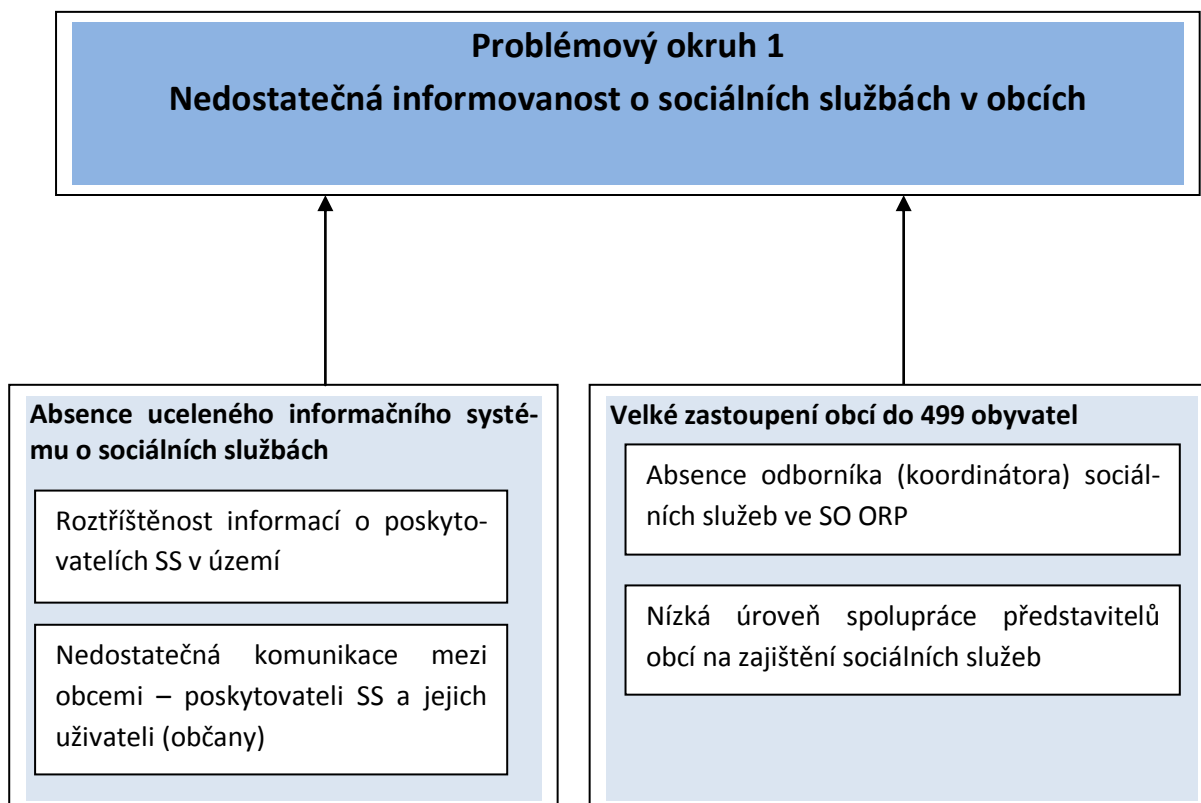 Problémový okruh 1
Nedostatečná informovanost o sociálních službách v obcích
Absence uceleného informačního systé-
mu o sociálních službách
Roztříštěnost informací o poskyto-
vatelích SS v území
Nedostatečná komunikace mezi
obcemi – poskytovateli SS a jejich
uživateli (občany)
Velké zastoupení obcí do 499 obyvatel
Absence odborníka (koordinátora) sociál-
ních služeb ve SO ORP
Nízká úroveň spolupráce představitelů
obcí na zajištění sociálních služeb